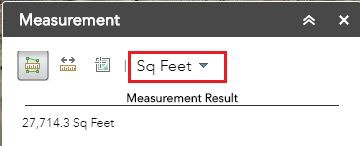 Measurement
Sq Feet
Measurement Result
27,714.3 Sq Feet